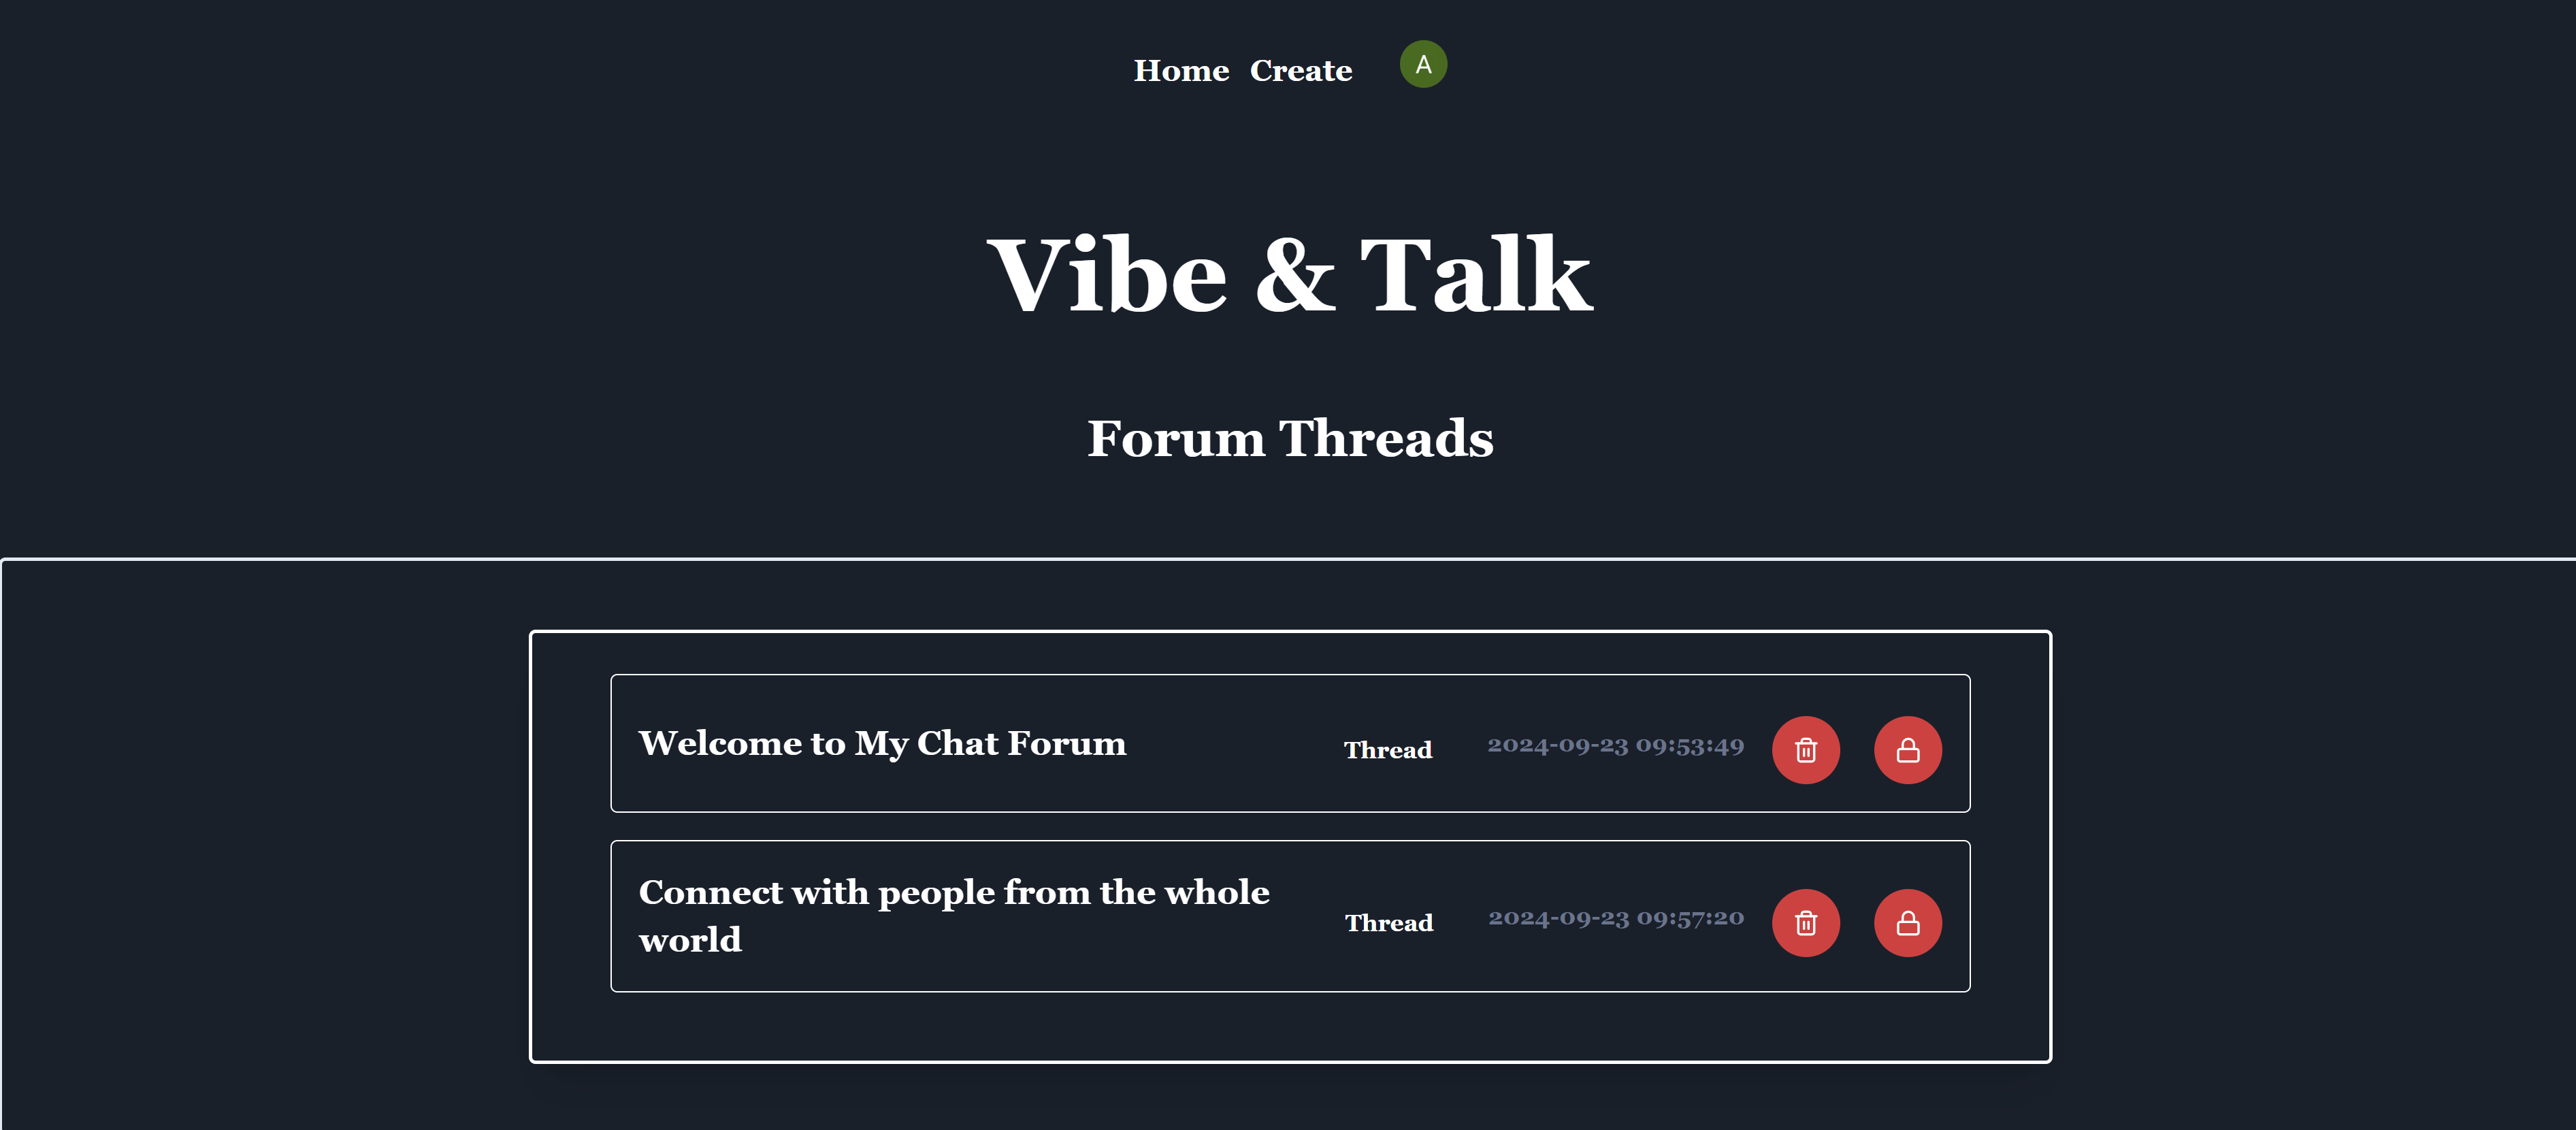 Home Create A
Vibe & Talk
Forum Threads
Welcome to My Chat Forum
Thread
2024-09-23 09:53:49
Connect with people from the whole
world
Thread
2024-09-23 09:57:20